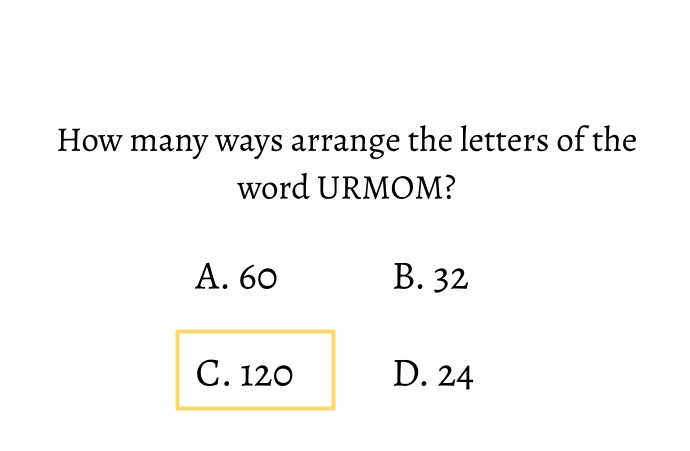 How many ways arrange the letters of the
word URMOM?
A. 60 B. 32
C. 120 D. 24